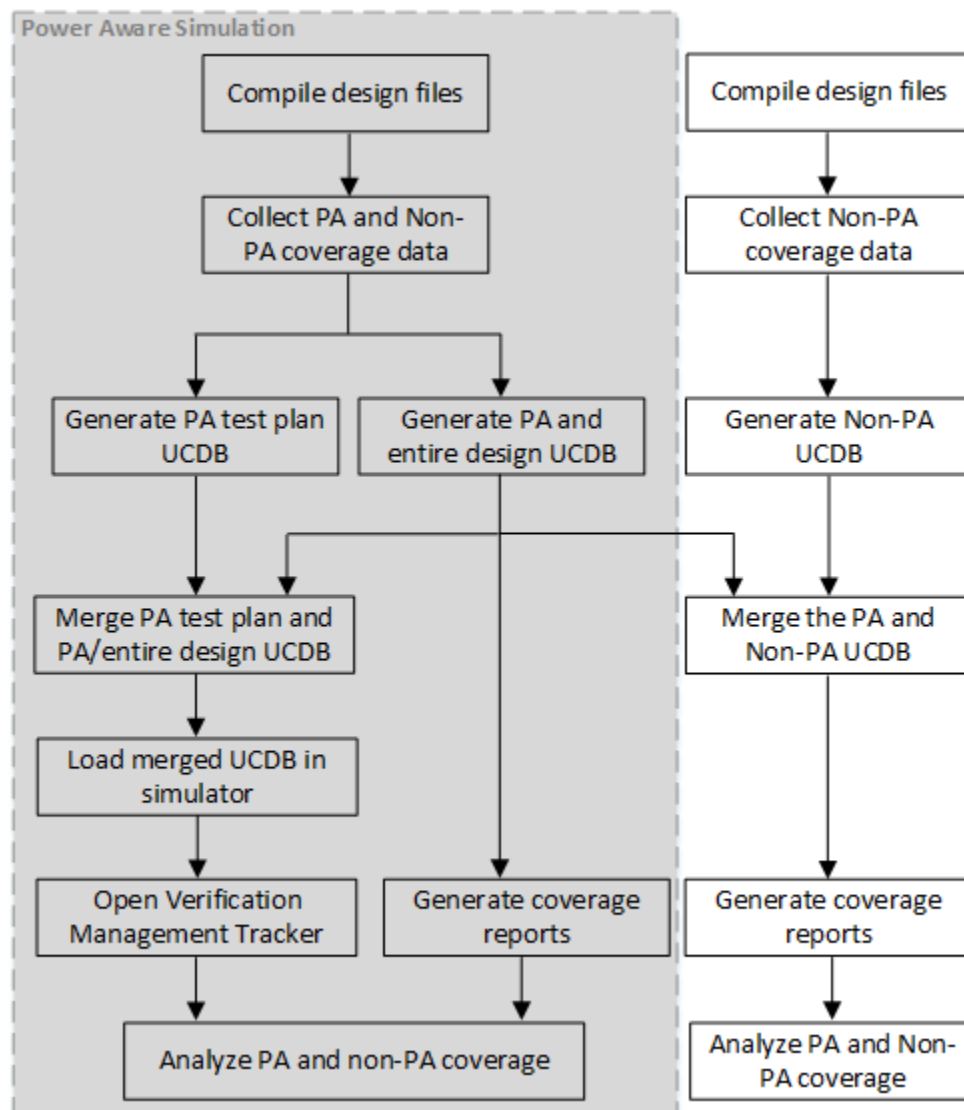 Power Aware Simulation
Compile design files
Compile design files
Collect PA and Non-
PA coverage data
Collect Non-PA
coverage data
Generate PA test plan
UCDB
Generate PA and
entire design UCDB
Generate Non-PA
UCDB
Merge PA test plan and
PA/entire design UCDB
Merge the PA and
Non-PA UCDB
Load merged UCDB in
simulator
Open Verification
Management Tracker
Generate coverage
reports
Generate coverage
reports
Analyze PA and non-PA coverage
Analyze PA and Non-
PA coverage